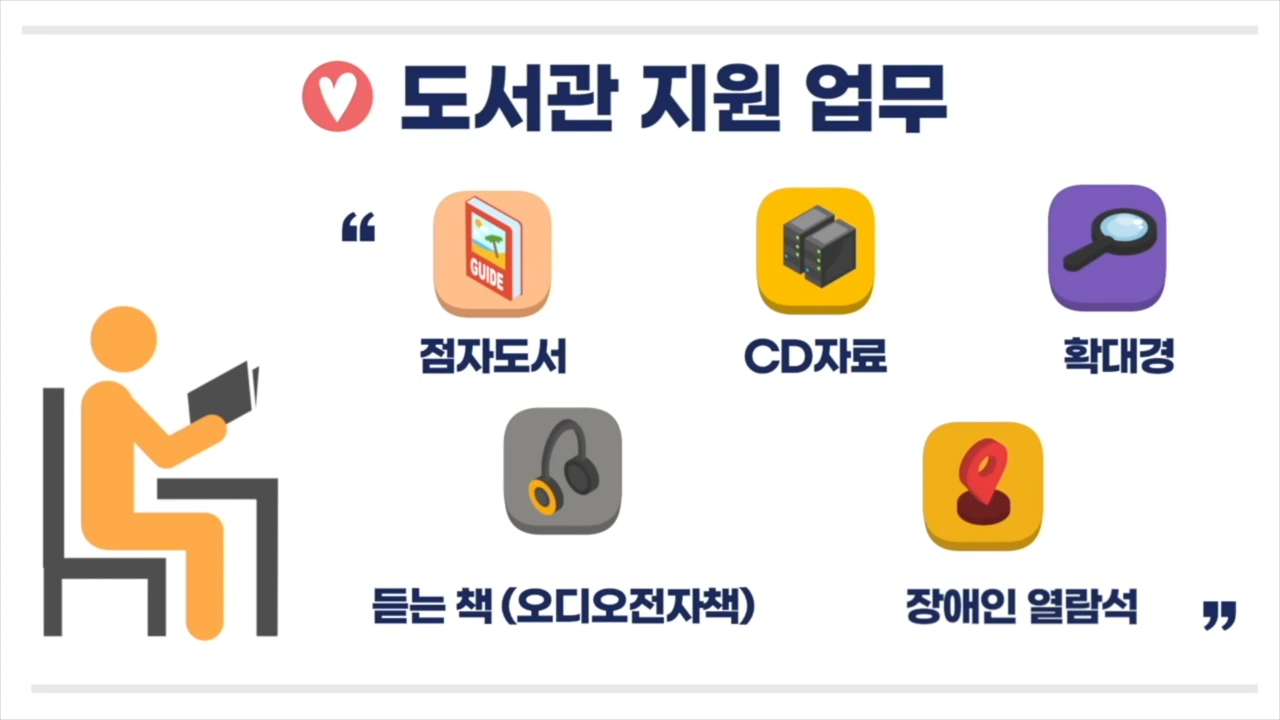 도서관 지원 업무
“
GUIDE
점자도서
CD자료
확대경
듣는 책 (오디오전자책)
장애인 열람석
”